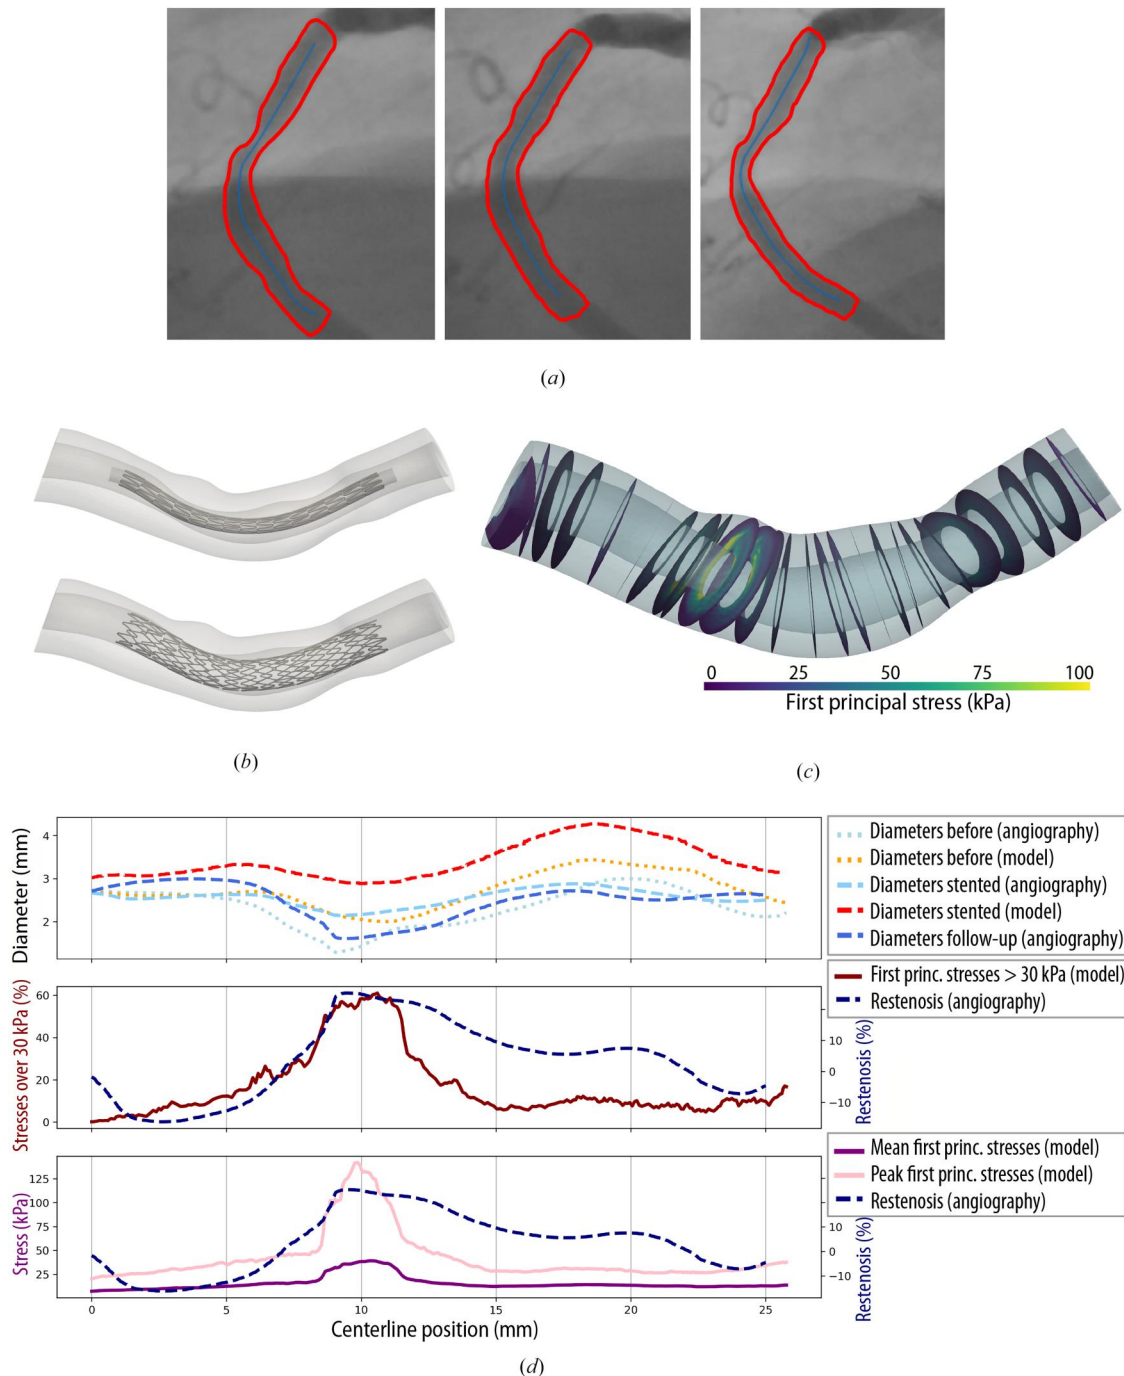 (a)
(b)
0 25 50 75 100
First principal stress (kPa)
(c)
Diameter (mm)
4
3
2
Diameters before (angiography)
Diameters before (model)
Diameters stented (angiography)
Diameters stented (model)
Diameters follow-up (angiography)
Stresses over 30 kPa (%)
60
40
20
0
10
0
−10
Restenosis (%)
First princ. stresses > 30 kPa (model)
Restenosis (angiography)
Stress (kPa)
125
100
75
50
25
10
0
−10
Restenosis (%)
Mean first princ. stresses (model)
Peak first princ. stresses (model)
Restenosis (angiography)
0 5 10 15 20 25
Centerline position (mm)
(d)